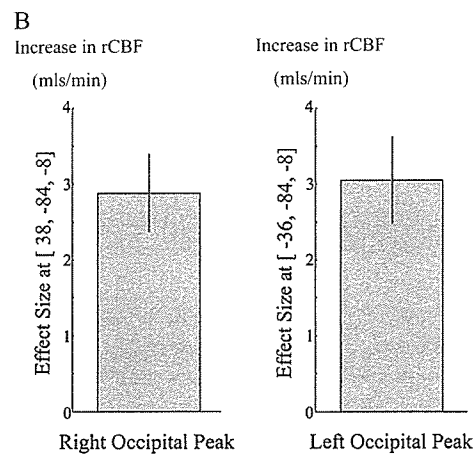 B
Increase in rCBF
(mls/min)
Effect Size at [ 38, -84, -8]
4
3
2
1
0
Right Occipital Peak
Increase in rCBF
(mls/min)
Effect Size at [ -36, -84, -8]
4
3
2
1
0
Left Occipital Peak